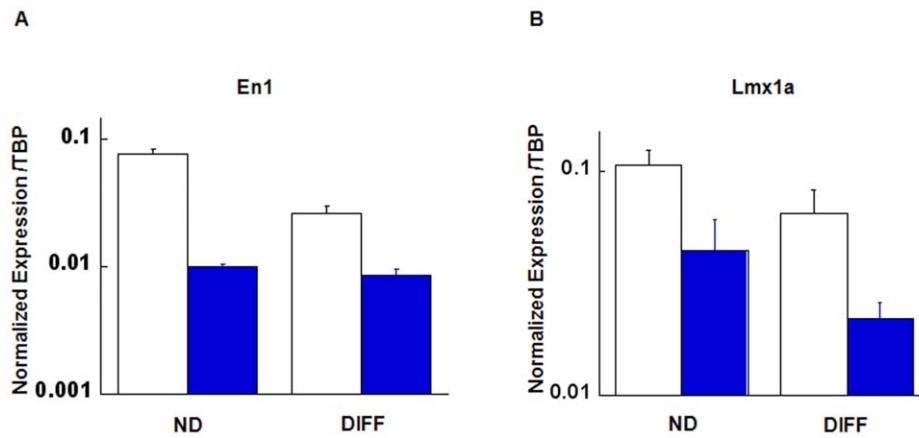 A
En1
Normalized Expression /TBP
0.1
0.01
0.001
ND
DIFF
B
Lmx1a
Normalized Expression /TBP
0.1
0.01
ND
DIFF